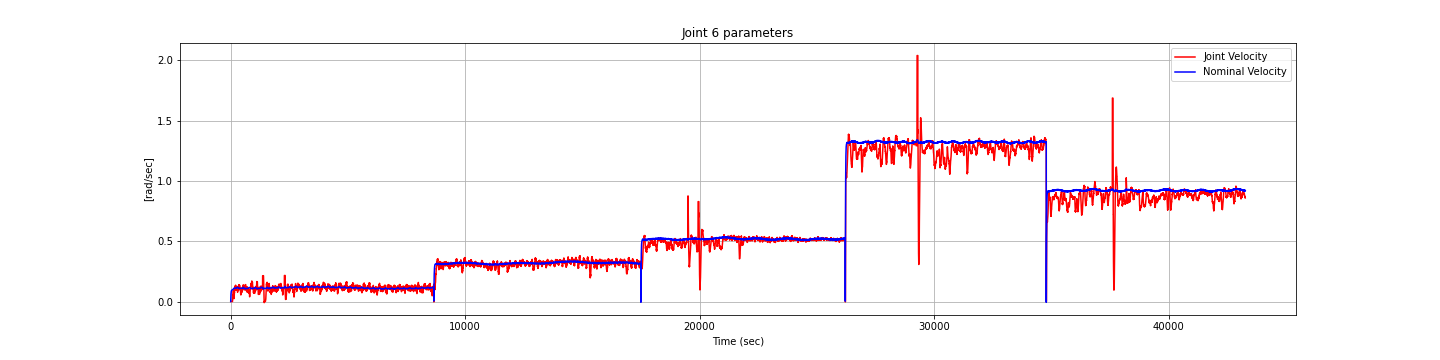 Joint 6 parameters
Joint Velocity
Nominal Velocity
2.0
1.5
1.0
0.5
0.0
[rad/sec]
0 10000 20000 30000 40000
Time (sec)